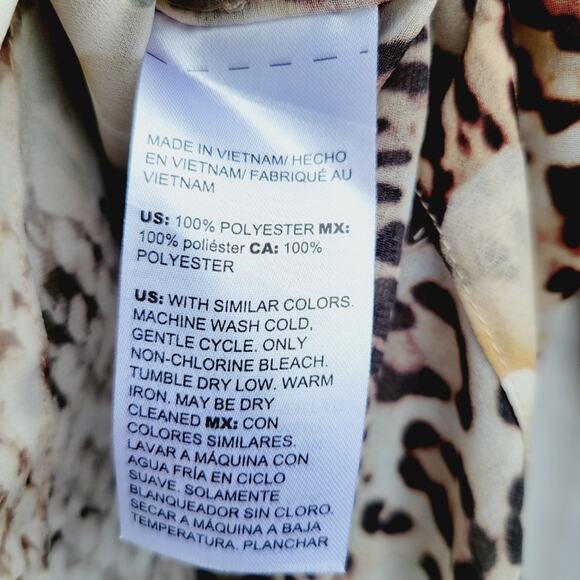 MADE IN VIETNAM/ HECHO
EN VIETNAM/ FABRIQUÉ AU
VIETNAM
US: 100% POLYESTER MX:
100% poliéster CA: 100%
POLYESTER
US: WITH SIMILAR COLORS.
MACHINE WASH COLD,
GENTLE CYCLE. ONLY
NON-CHLORINE BLEACH.
TUMBLE DRY LOW. WARM
IRON. MAY BE DRY
CLEANED MX: CON
COLORES SIMILARES.
LAVAR A MÁQUINA CON
AGUA FRÍA EN CICLO
SUAVE. SOLAMENTE
BLANQUEADOR SIN CLORO.
SECAR A MÁQUINA A BAJA
TEMPERATURA. PLANCHAR